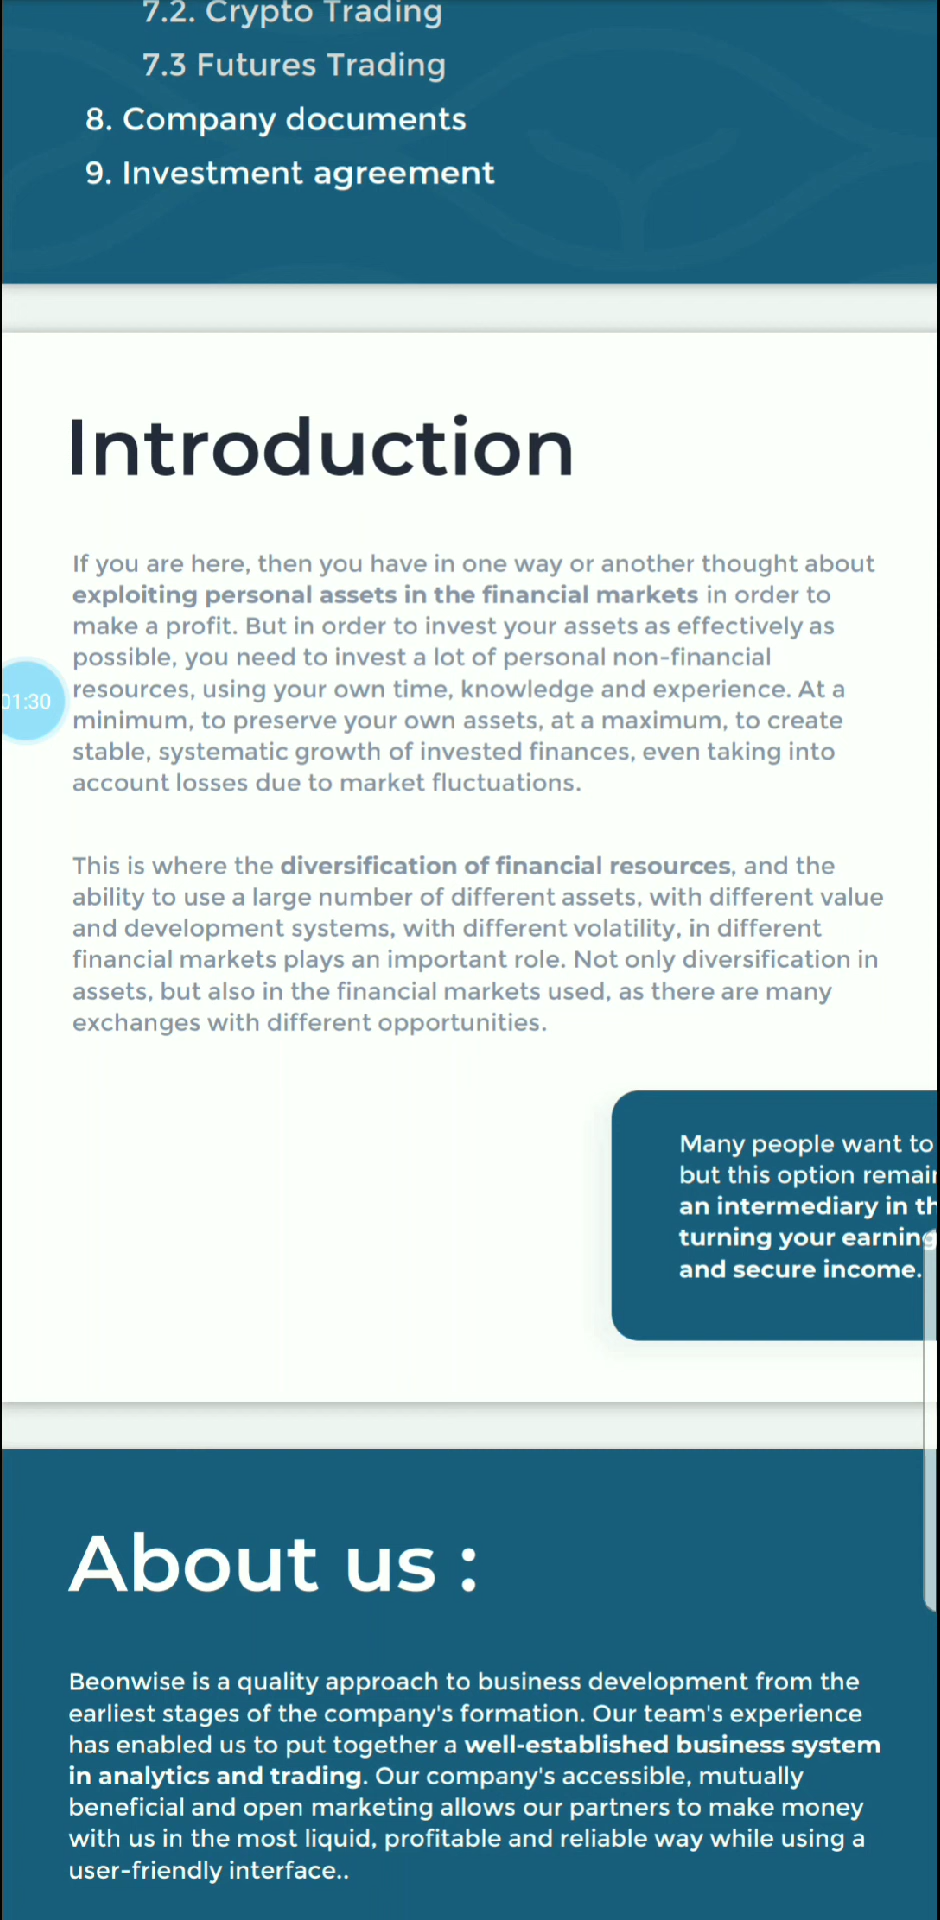 7.2. Crypto Trading
7.3 Futures Trading
8. Company documents
9. Investment agreement
Introduction
If you are here, then you have in one way or another thought about
exploiting personal assets in the financial markets in order to
make a profit. But in order to invest your assets as effectively as
possible, you need to invest a lot of personal non-financial
resources, using your own time, knowledge and experience. At a
minimum, to preserve your own assets, at a maximum, to create
stable, systematic growth of invested finances, even taking into
account losses due to market fluctuations.
01:30
This is where the diversification of financial resources, and the
ability to use a large number of different assets, with different value
and development systems, with different volatility, in different
financial markets plays an important role. Not only diversification in
assets, but also in the financial markets used, as there are many
exchanges with different opportunities.
Many people want to
but this option
an intermediary in
turning your
and secure income.
About us :
Beonwise is a quality approach to business development from the
earliest stages of the company's formation. Our team's experience
has enabled us to put together a well-established business system
in analytics and trading. Our company's accessible, mutually
beneficial and open marketing allows our partners to make money
with us in the most liquid, profitable and reliable way while using a
user-friendly interface..